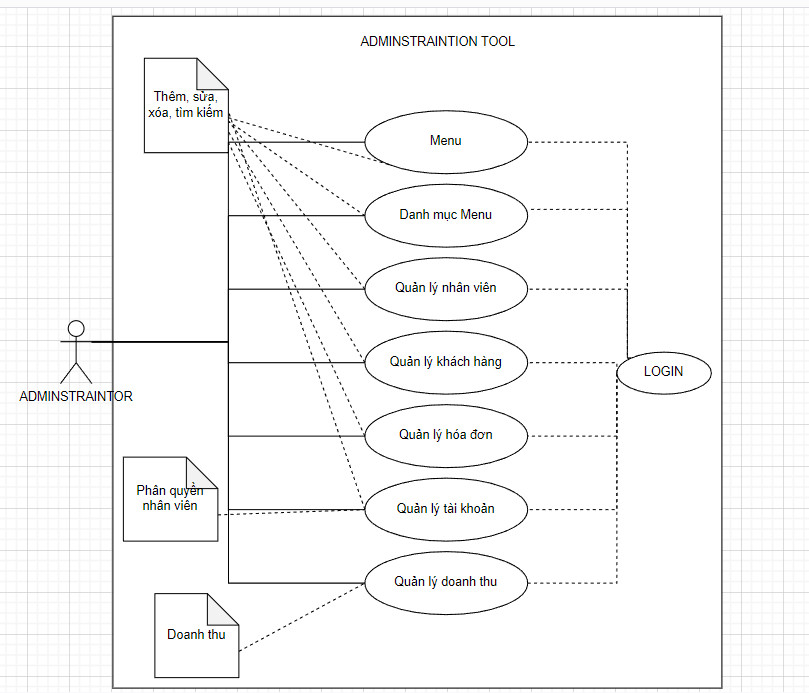 ADMINSTRAINTION TOOL
Thêm, sửa,
xóa, tìm kiếm
Menu
Danh mục Menu
Quản lý nhân viên
Quản lý khách hàng
LOGIN
ADMINSTRAINTOR
Quản lý hóa đơn
Phân quyền
nhân viên
Quản lý tài khoản
Quản lý doanh thu
Doanh thu